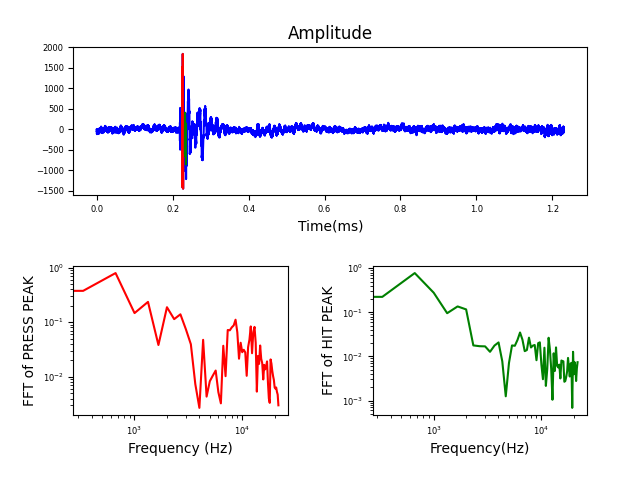 Amplitude
2000
1500
1000
500
0
−500
−1000
−1500
0.0 0.2 0.4 0.6 0.8 1.0 1.2
Time(ms)
FFT of PRESS PEAK
10⁰
10⁻¹
10⁻²
10³ 10⁴
Frequency (Hz)
FFT of HIT PEAK
10⁰
10⁻¹
10⁻²
10⁻³
10³ 10⁴
Frequency(Hz)